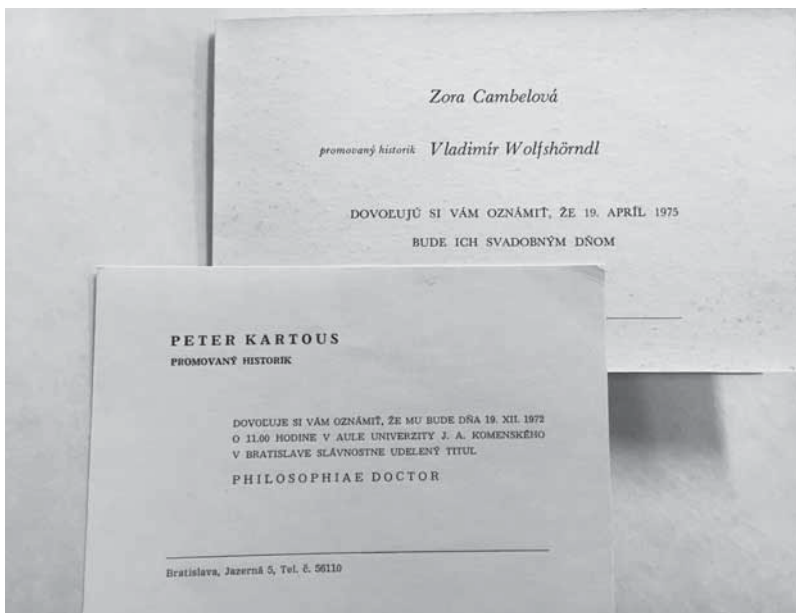 Zora Cambelová
promovaný historik Vladimír Wolfshörndl
DOVOĽUJÚ SI VÁM OZNÁMIŤ, ŽE 19. APRÍL 1975
BUDE ICH SVADOBNÝM DŇOM
PETER KARTOUS
PROMOVANÝ HISTORIK
DOVOĽUJE SI VÁM OZNÁMIŤ, ŽE MU BUDE DŇA 19. XII. 1972
O 11.00 HODINE V AULE UNIVERZITY J. A. KOMENSKÉHO
V BRATISLAVE SLÁVNOSTNE UDELENÝ TITUL
PHILOSOPHIAE DOCTOR
Bratislava, Jazerná 5, Tel. č. 56110